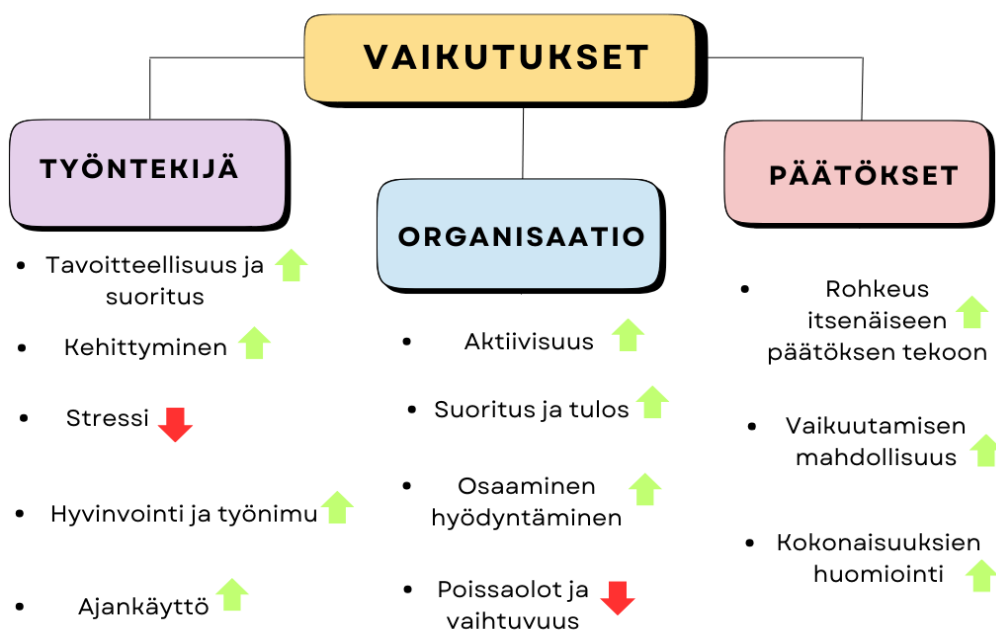 VAIKUTUKSET
TYÖNTEKIJÄ
Tavoitteellisuus ja
suoritus
Kehittyminen
Stressi
Hyvinvointi ja työnimu
Ajankäyttö
ORGANISAATIO
Aktiivisuus
Suoritus ja tulos
Osaaminen
hyödyntäminen
Poissaolot ja
vaihtuvuus
PÄÄTÖKSET
Rohkeus
itsenäiseen
päätöksen tekoon
Vaikuutamisen
mahdollisuus
Kokonaisuuksien
huomiointi